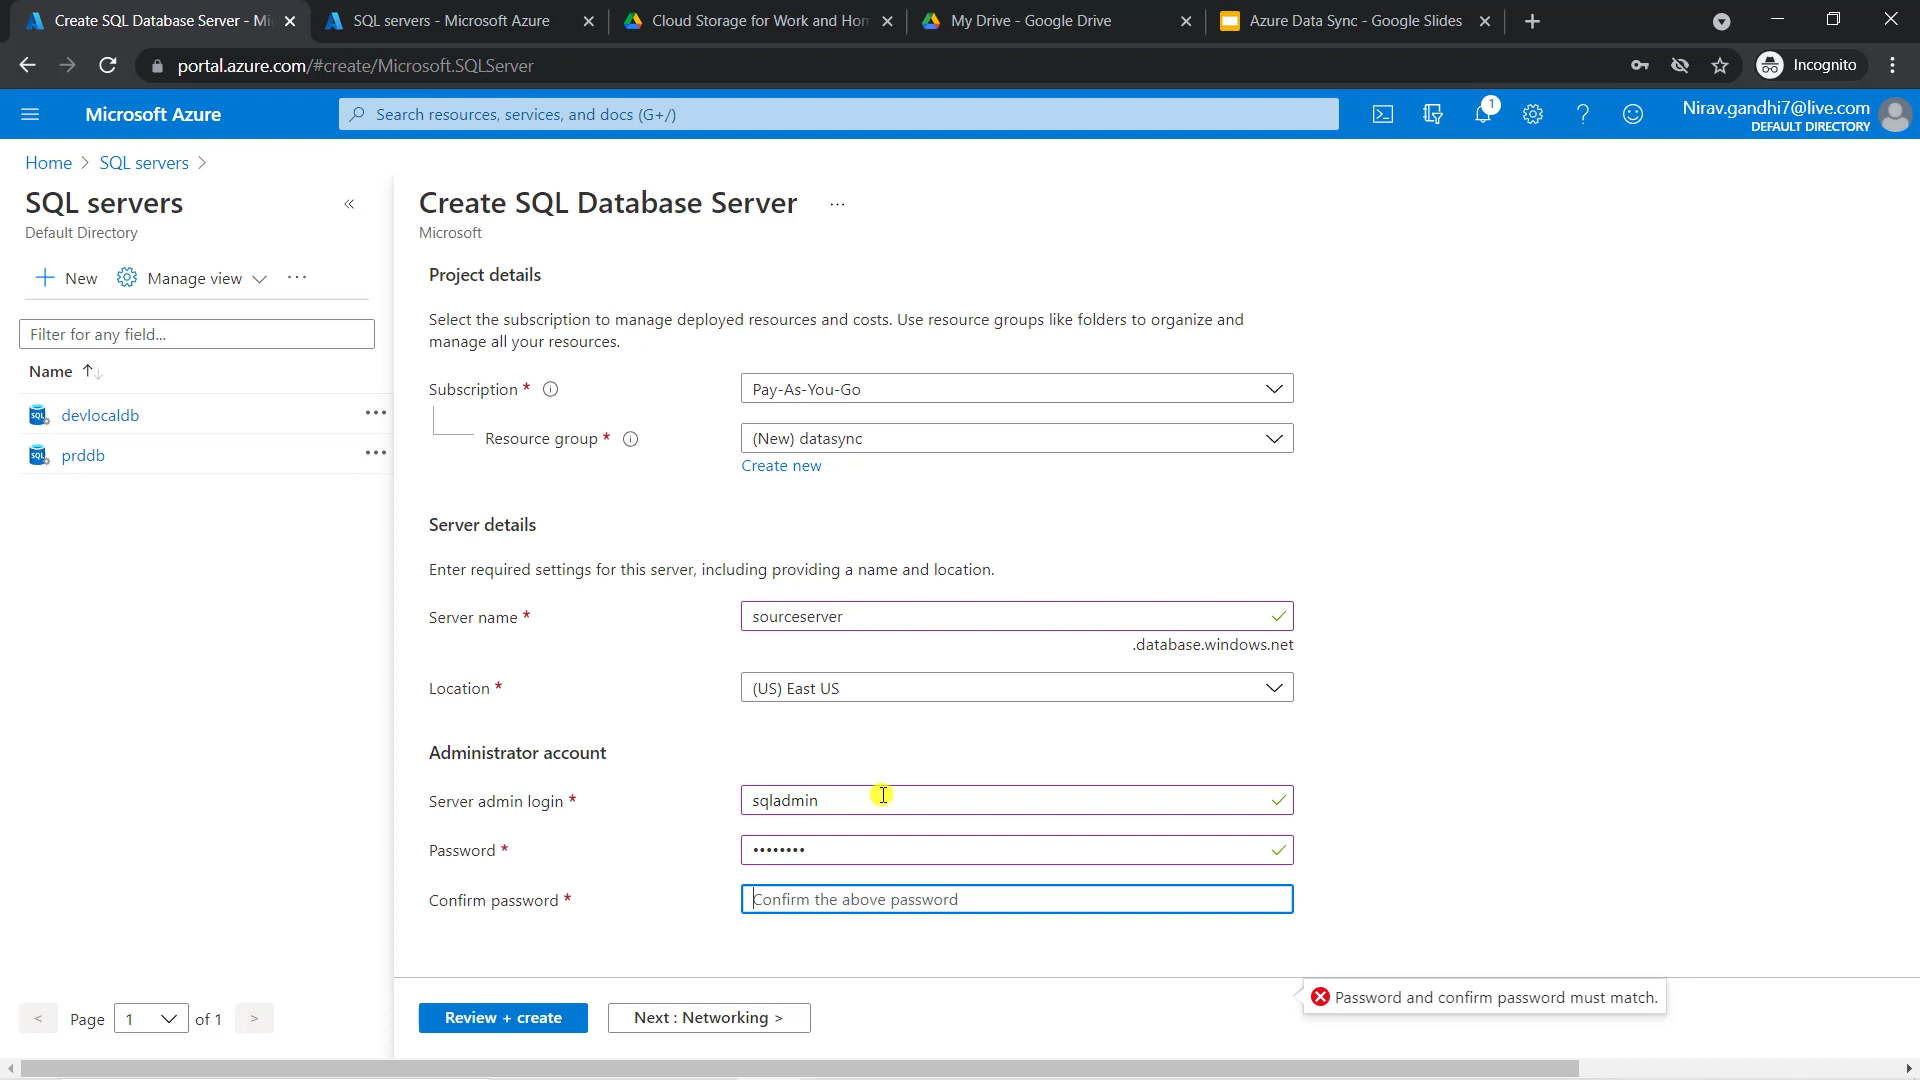 Create SQL Database Server - Mi
SQL servers - Microsoft Azure
Cloud Storage for Work and Hom
My Drive - Google Drive
Azure Data Sync - Google Slides
portal.azure.com/#create/Microsoft.SQLServer
Incognito
Microsoft Azure
Search resources, services, and docs (G+/)
1
Nirav.gandhi7@live.com
DEFAULT DIRECTORY
Home > SQL servers >
SQL servers
Default Directory
New
Manage view
Filter for any field...
Name
devlocaldb
prddb
< Page 1 of 1 >
Create SQL Database Server
Microsoft
Project details
Select the subscription to manage deployed resources and costs. Use resource groups like folders to organize and
manage all your resources.
Subscription *
Pay-As-You-Go
Resource group *
(New) datasync
Create new
Server details
Enter required settings for this server, including providing a name and location.
Server name *
sourceserver
.database.windows.net
Location *
(US) East US
Administrator account
Server admin login *
sqladmin
Password *
••••••••
Confirm password *
Confirm the above password
Password and confirm password must match.
Review + create
Next : Networking >